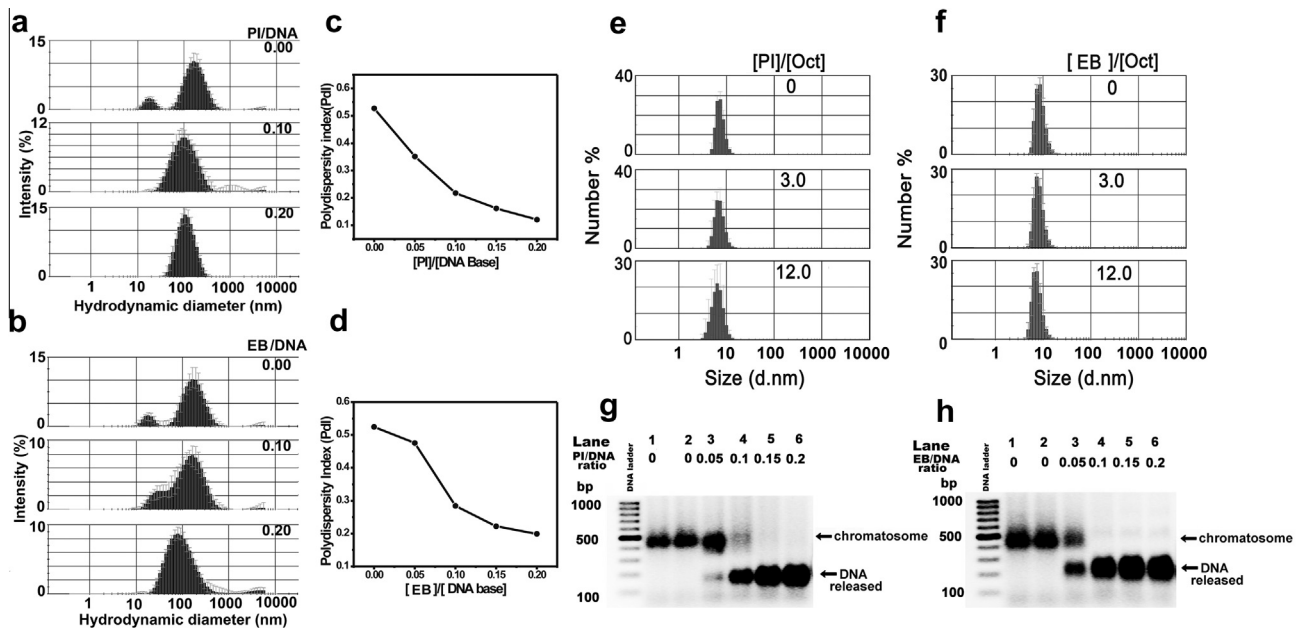 a
PI/DNA
15
0.00
0
12
0.10
0
15
0.20
0
Intensity (%)
1 10 100 1000 10000
Hydrodynamic diameter (nm)
b
EB/DNA
15
0.00
0
10
0.10
0
10
0.20
0
Intensity (%)
1 10 100 1000 10000
Hydrodynamic diameter (nm)
c
Polydispersity index(PdI)
0.6
0.5
0.4
0.3
0.2
0.1
0.00 0.05 0.10 0.15 0.20
[PI]/[DNA Base]
d
Polydispersity Index (PdI)
0.6
0.5
0.4
0.3
0.2
0.1
0.00 0.05 0.10 0.15 0.20
[ EB ]/[ DNA base]
e
[PI]/[Oct]
40
0
0
40
3.0
0
30
12.0
0
Number %
1 10 100 1000 10000
Size (d.nm)
f
[ EB ]/[Oct]
30
0
0
30
3.0
0
30
12.0
0
Number %
1 10 100 1000 10000
Size (d.nm)
g
Lane 1 2 3 4 5 6
PI/DNA ratio 0 0 0.05 0.1 0.15 0.2
DNA ladder
bp
1000
500
100
chromatosome
DNA
released
h
Lane 1 2 3 4 5 6
EB/DNA ratio 0 0 0.05 0.1 0.15 0.2
DNA ladder
bp
1000
500
100
chromatosome
DNA
released